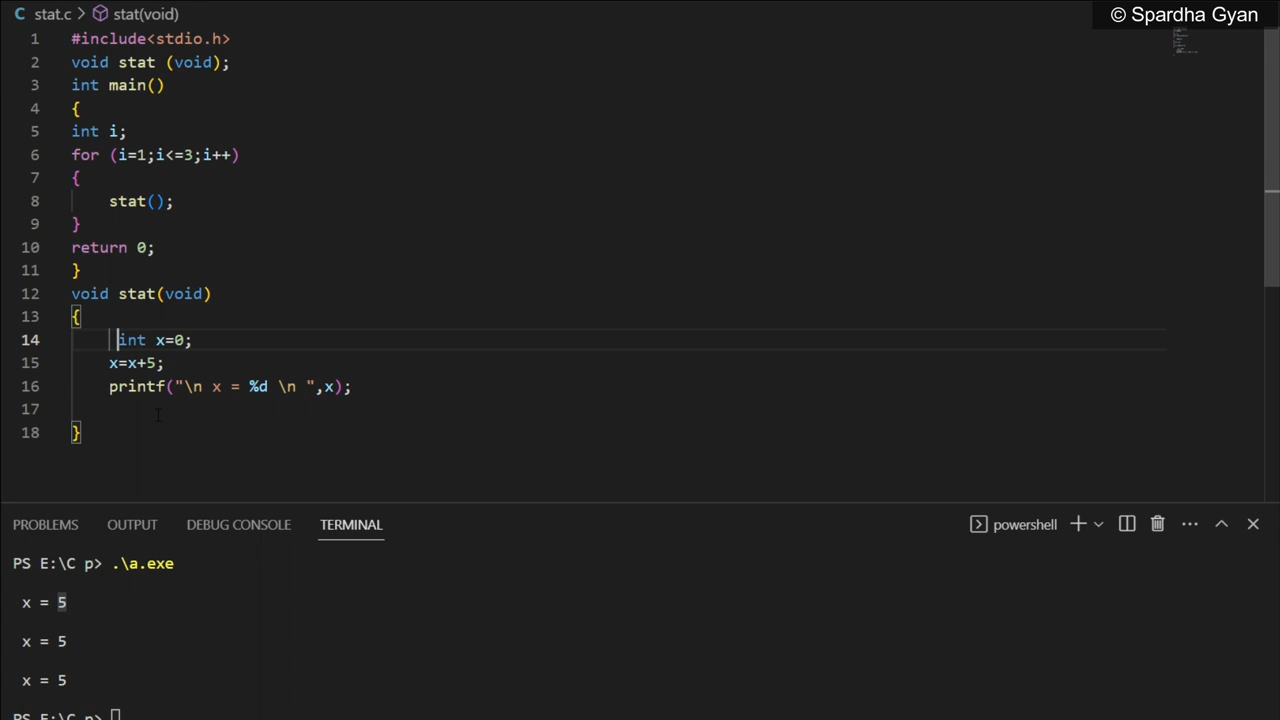 stat.c > stat(void)
© Spardha Gyan
1 #include<stdio.h>
2 void stat (void);
3 int main()
4 {
5 int i;
6 for (i=1;i<=3;i++)
7 {
8 stat();
9 }
10 return 0;
11 }
12 void stat(void)
13 {
14 int x=0;
15 x=x+5;
16 printf("\n x = %d \n ",x);
17
18 }
PROBLEMS OUTPUT DEBUG CONSOLE TERMINAL powershell
PS E:\C p> .\a.exe
x = 5
x = 5
x = 5
PS E:\C p>